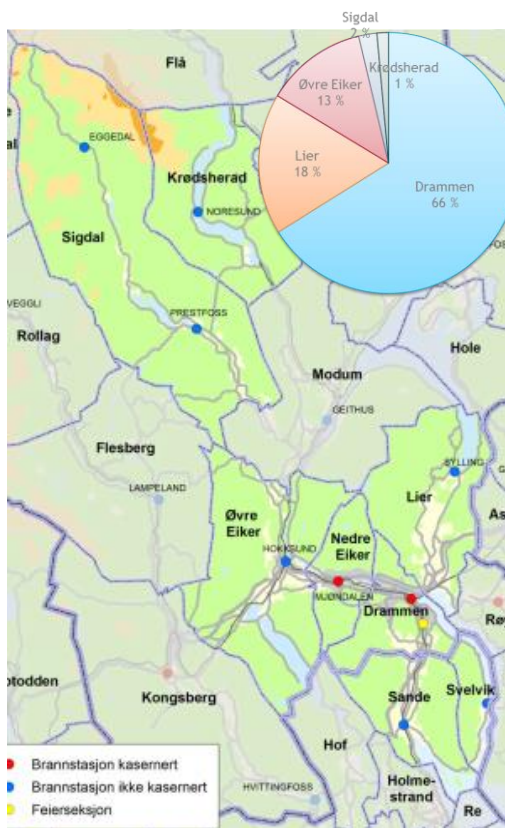 Sigdal
2 %
Krødsherad
1 %
Øvre Eiker
13 %
Lier
18 %
Drammen
66 %
Flå
EGGEDAL
Krødsherad
NORESUND
Sigdal
VEGGLI
PRESTFOSS
Rollag
Hole
Modum
GEITHUS
Flesberg
SYLLING
LAMPELAND
Lier
As
Øvre
Eiker
Nedre
Eiker
HOKKSUND
MJØNDALEN
Drammen
Røy
otodden
Kongsberg
Sande
Svelvik
Hof
Holme-
strand
HVITTINGFOSS
Re
Brannstasjon kasernert
Brannstasjon ikke kasernert
Feierseksjon